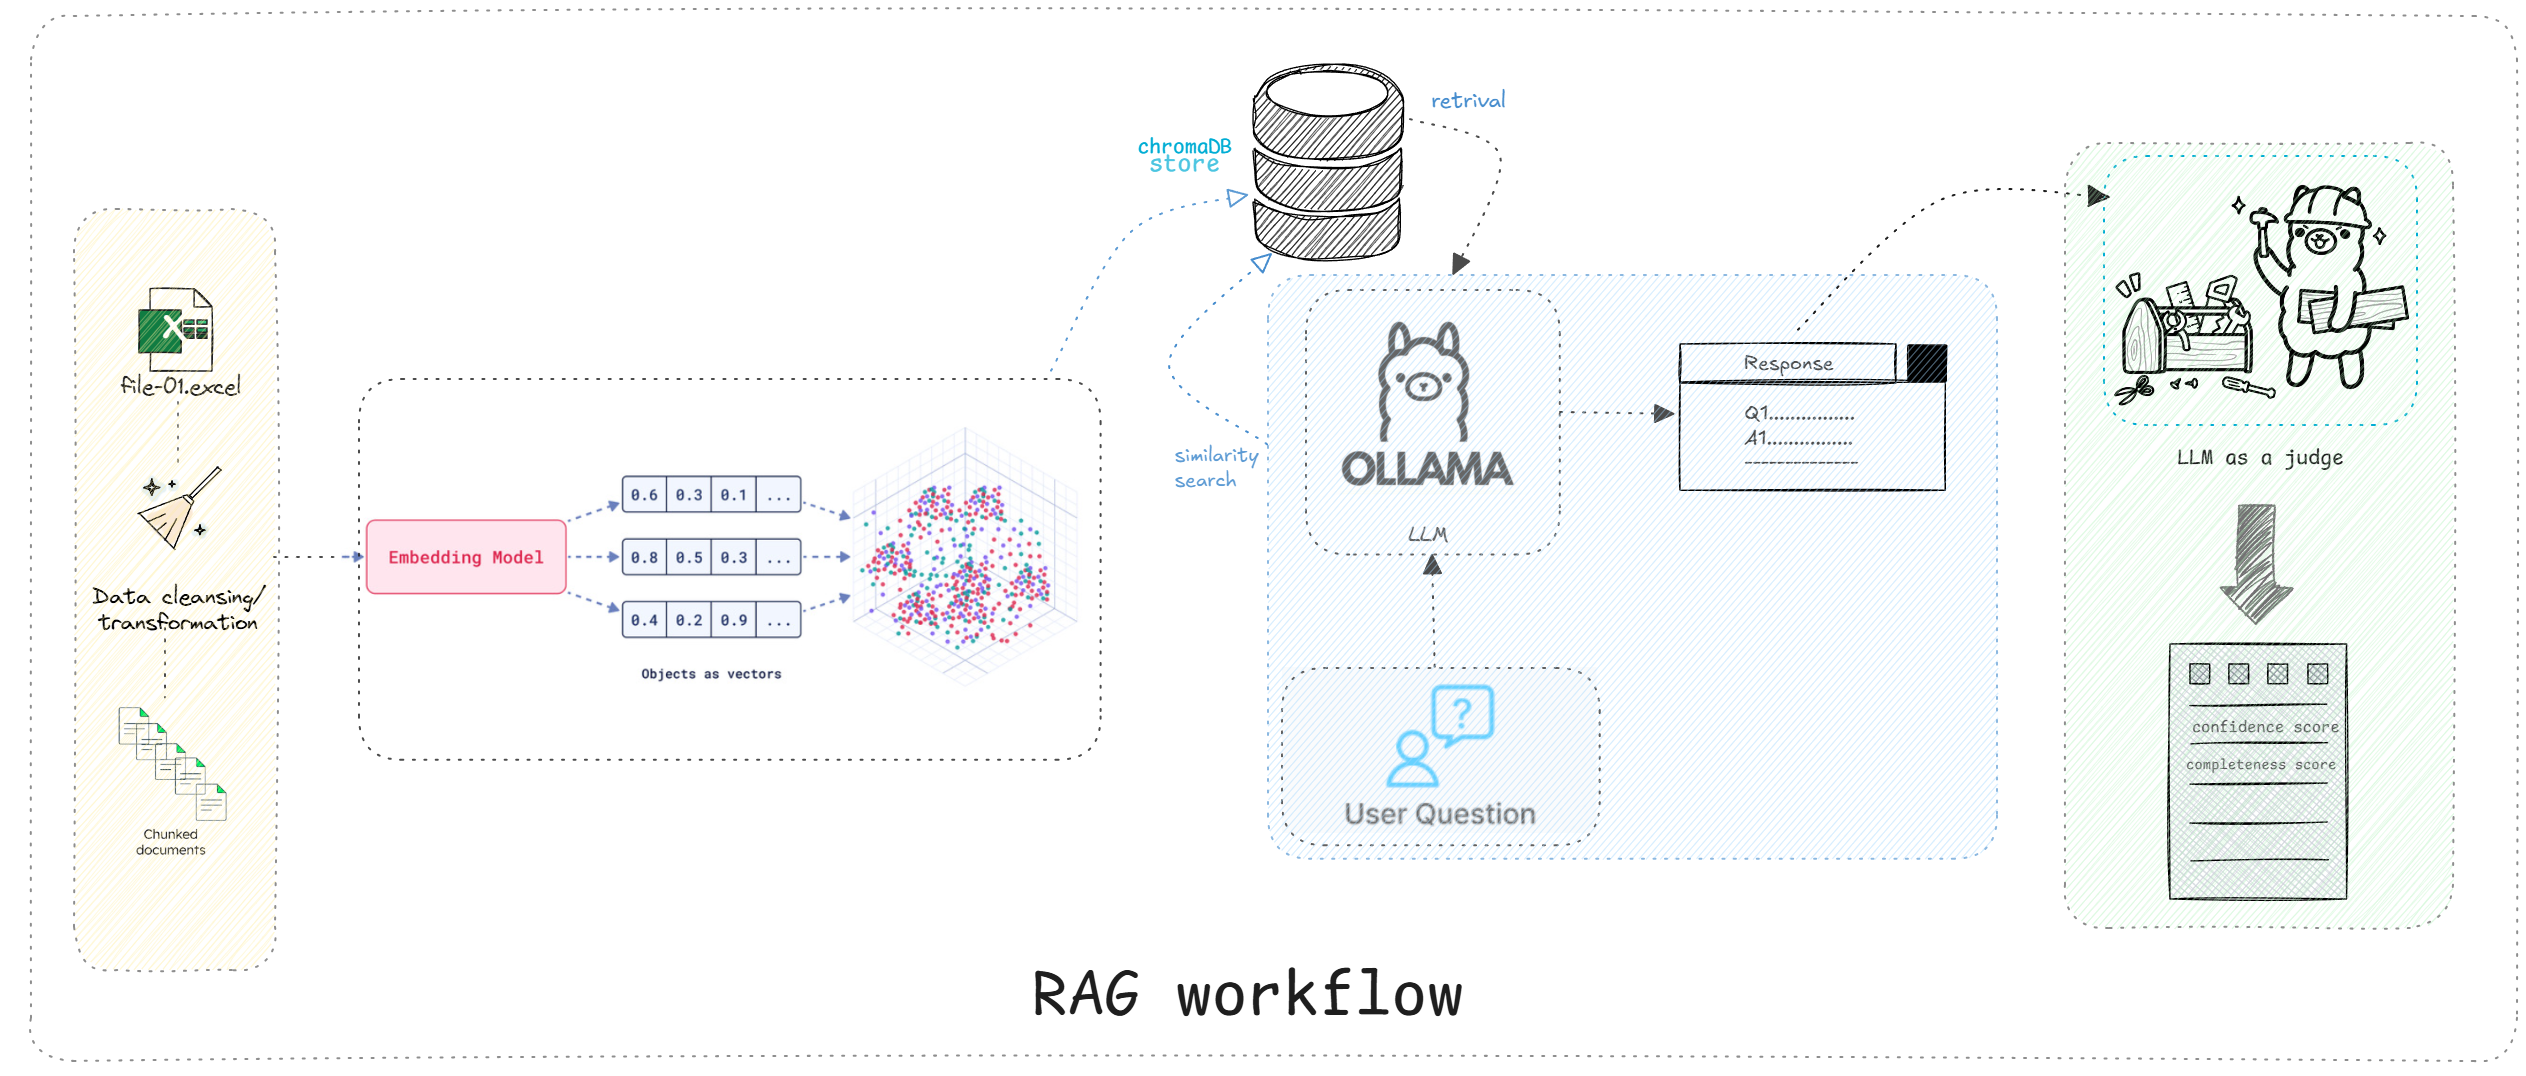 file-01.excel
Data cleansing/
transformation
Chunked
documents
Embedding Model
0.6 0.3 0.1 ...
0.8 0.5 0.3 ...
0.4 0.2 0.9 ...
Objects as vectors
chromaDB
store
retrival
similarity
search
OLLAMA
LLM
?
User Question
Response
Q1................
A1................
--------------------
LLM as a judge
confidence score
completeness score
RAG workflow